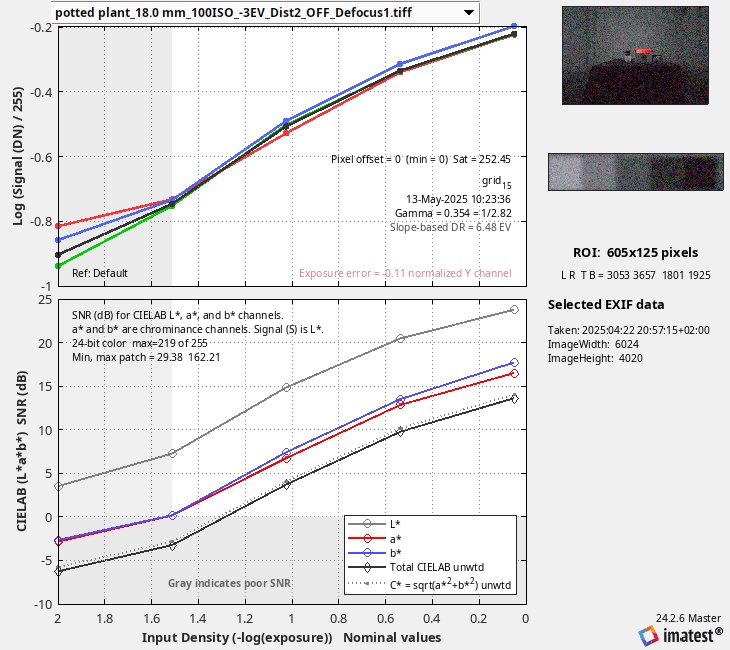 potted plant_18.0 mm_100ISO_-3EV_Dist2_OFF_Defocus1.tiff
-0.2
-0.4
-0.6
-0.8
-1
Log (Signal (DN) / 255)
Pixel offset = 0 (min = 0) Sat = 252.45
grid15
13-May-2025 10:23:36
Gamma = 0.354 = 1/2.82
Slope-based DR = 6.48 EV
Ref: Default
Exposure error = -0.11 normalized Y channel
25
20
15
10
5
0
-5
-10
CIELAB (L*a*b*) SNR (dB)
SNR (dB) for CIELAB L*, a*, and b* channels.
a* and b* are chrominance channels. Signal (S) is L*.
24-bit color max=219 of 255
Min, max patch = 29.38 162.21
Gray indicates poor SNR
L*
a*
b*
Total CIELAB unwtd
C* = sqrt(a*2+b*2) unwtd
2 1.8 1.6 1.4 1.2 1 0.8 0.6 0.4 0.2 0
Input Density (-log(exposure)) Nominal values
ROI: 605x125 pixels
L R T B = 3053 3657 1801 1925
Selected EXIF data
Taken: 2025:04:22 20:57:15+02:00
ImageWidth: 6024
ImageHeight: 4020
24.2.6 Master
imatest®